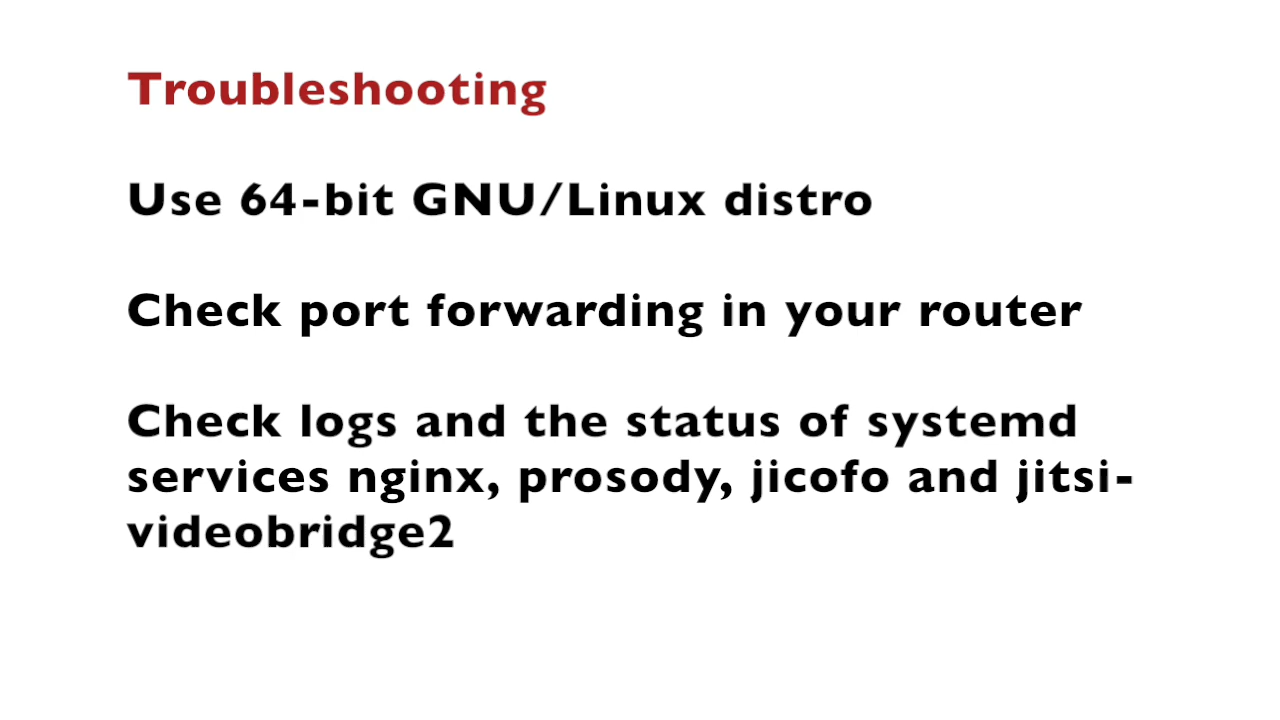 Troubleshooting
Use 64-bit GNU/Linux distro
Check port forwarding in your router
Check logs and the status of systemd
services nginx, prosody, jicofo and jitsi-
videobridge2